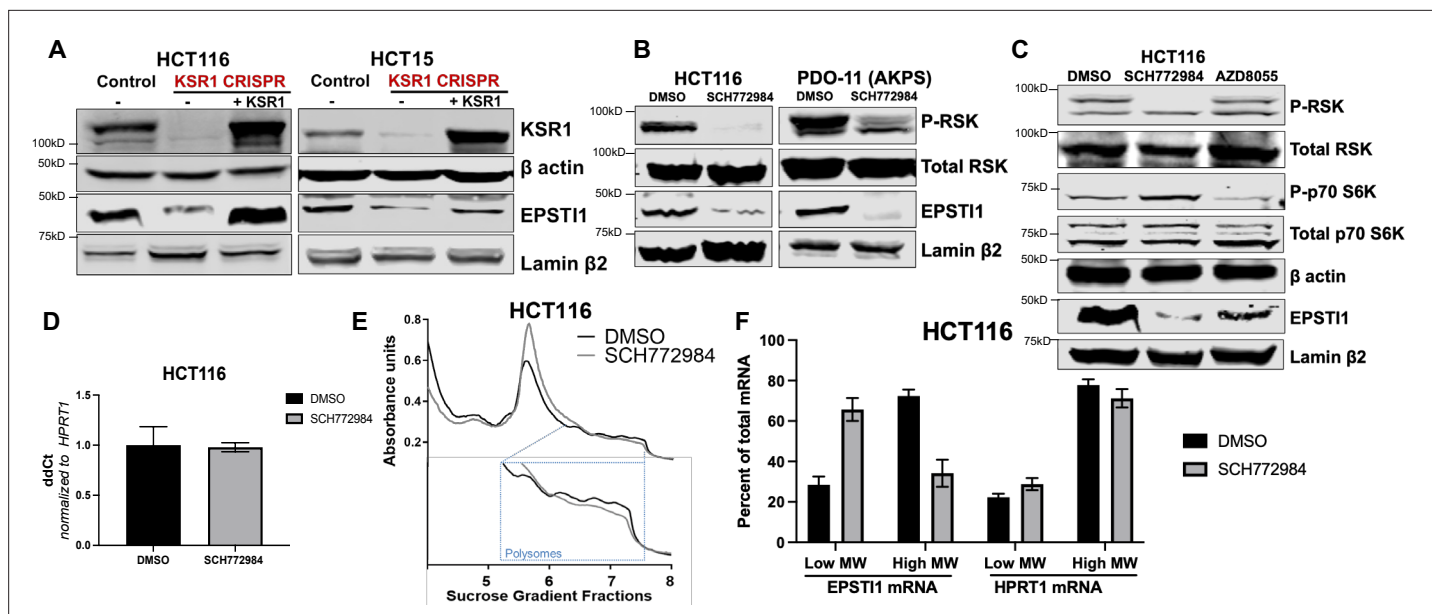 A
HCT116
HCT15
Control
KSR1 CRISPR
Control
KSR1 CRISPR
-
-
+ KSR1
-
-
+ KSR1
100kD
KSR1
50kD
β actin
EPSTI1
75kD
Lamin β2
B
HCT116
PDO-11 (AKPS)
DMSO
SCH772984
DMSO
SCH772984
100kD
P-RSK
100kD
Total RSK
50kD
EPSTI1
75kD
Lamin β2
C
HCT116
DMSO
SCH772984
AZD8055
100kD
P-RSK
100kD
Total RSK
75kD
P-p70 S6K
75kD
Total p70 S6K
50kD
β actin
50kD
EPSTI1
75kD
Lamin β2
D
HCT116
ddCt
normalized to HPRT1
1.5
1.0
0.5
0.0
DMSO
SCH772984
DMSO
SCH772984
E
HCT116
DMSO
SCH772984
Absorbance units
0.8
0.6
0.4
0.2
Polysomes
5
6
7
8
Sucrose Gradient Fractions
F
HCT116
Percent of total mRNA
100
80
60
40
20
0
Low MW
High MW
Low MW
High MW
EPSTI1 mRNA
HPRT1 mRNA
DMSO
SCH772984